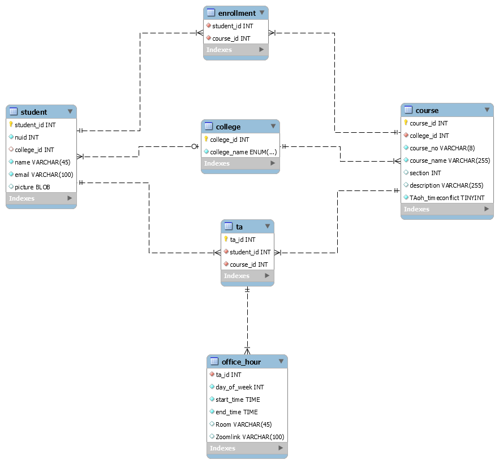 enrollment
student_id INT
course_id INT
Indexes
student
student_id INT
nuid INT
college_id INT
name VARCHAR(45)
email VARCHAR(100)
picture BLOB
Indexes
college
college_id INT
college_name ENUM(...)
Indexes
course
course_id INT
college_id INT
course_no VARCHAR(8)
course_name VARCHAR(255)
section INT
description VARCHAR(255)
TAoh_timeconflict TINYINT
Indexes
ta
ta_id INT
student_id INT
course_id INT
Indexes
office_hour
ta_id INT
day_of_week INT
start_time TIME
end_time TIME
Room VARCHAR(45)
Zoomlink VARCHAR(100)
Indexes